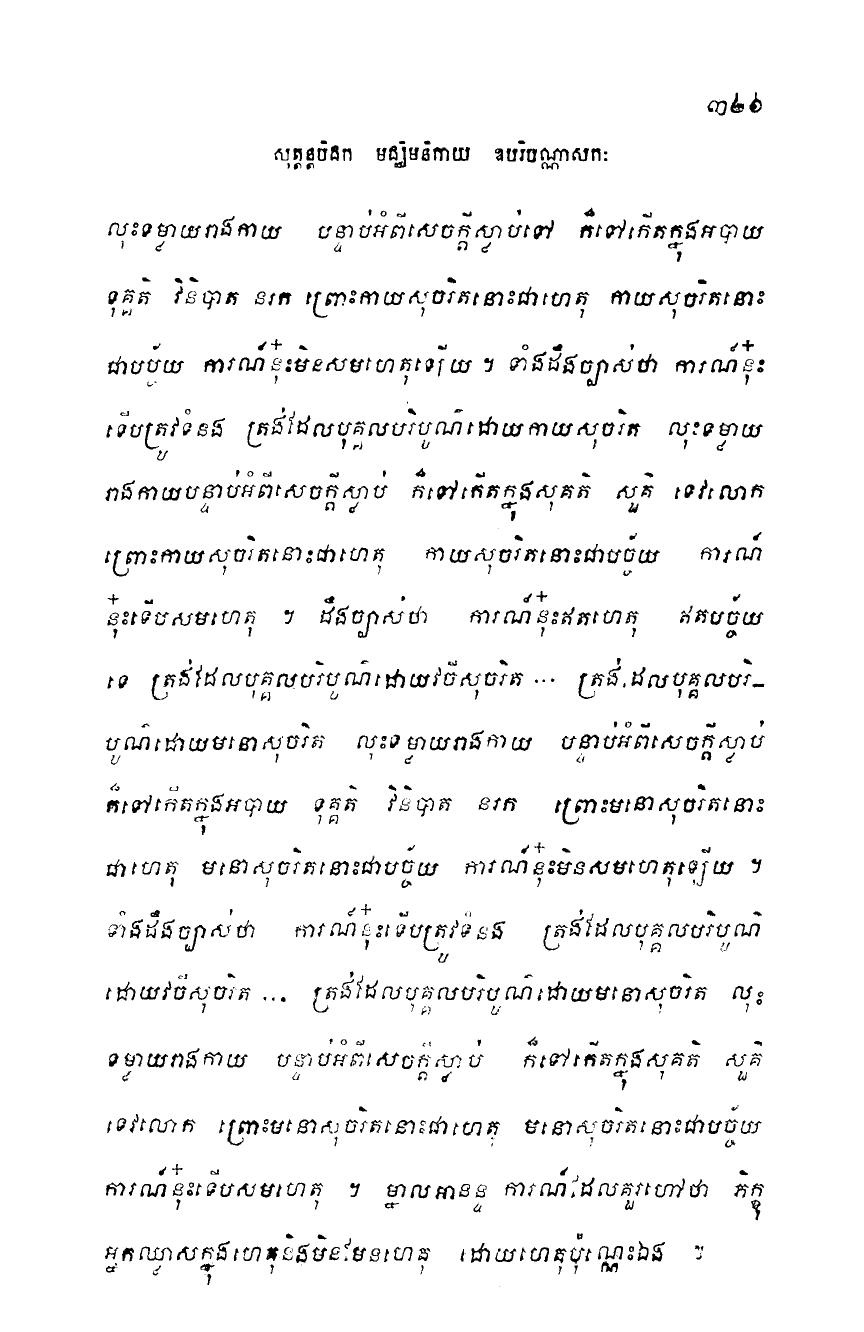 ៣២១
សុត្តន្តបិដក មជ្ឈិមនិកាយ ឧបរិបណ្ណាសកៈ
លុះទម្លាយរាងកាយ បន្ទាប់អំពីសេចក្តីស្លាប់ទៅ ក៏ទៅកើតក្នុងអបាយ
ទុគ្គតិ វិនិបាត នរក ព្រោះកាយសុចរិតនោះជាហេតុ កាយសុចរិតនោះ
ជាបច្ច័យ ការណ៍នុ៎ះមិនសមហេតុឡើយ ។ ទាំងដឹងច្បាស់ថា ការណ៍នុ៎ះ
ទើបត្រូវទំនង ត្រង់ដែលបុគ្គលបរិបូណ៌ដោយកាយសុចរិត លុះទម្លាយ
រាងកាយបន្ទាប់អំពីសេចក្តីស្លាប់ ក៏ទៅកើតក្នុងសុគតិ សួគ៌ ទេវលោក
ព្រោះកាយសុចរិតនោះជាហេតុ កាយសុចរិតនោះជាបច្ច័យ ការណ៍
នុ៎ះទើបសមហេតុ ។ ដឹងច្បាស់ថា ការណ៍នុ៎ះឥតហេតុ ឥតបច្ច័យ
ទេ ត្រង់ដែលបុគ្គលបរិបូណ៌ដោយវចីសុចរិត ... ត្រង់ដែលបុគ្គលបរិ-
បូណ៌ដោយមនោសុចរិត លុះទម្លាយរាងកាយ បន្ទាប់អំពីសេចក្តីស្លាប់
ក៏ទៅកើតក្នុងអបាយ ទុគ្គតិ វិនិបាត នរក ព្រោះមនោសុចរិតនោះ
ជាហេតុ មនោសុចរិតនោះជាបច្ច័យ ការណ៍នុ៎ះមិនសមហេតុឡើយ ។
ទាំងដឹងច្បាស់ថា ការណ៍នុ៎ះទើបត្រូវទំនង ត្រង់ដែលបុគ្គលបរិបូណ៌
ដោយវចីសុចរិត ... ត្រង់ដែលបុគ្គលបរិបូណ៌ដោយមនោសុចរិត លុះ
ទម្លាយរាងកាយ បន្ទាប់អំពីសេចក្តីស្លាប់ ក៏ទៅកើតក្នុងសុគតិ សួគ៌
ទេវលោក ព្រោះមនោសុចរិតនោះជាហេតុ មនោសុចរិតនោះជាបច្ច័យ
ការណ៍នុ៎ះទើបសមហេតុ ។ ម្នាលអានន្ទ ការណ៍ដែលគួរហៅថា ភិក្ខុ
អ្នកឈ្លាសក្នុងហេតុនិងមិនមែនហេតុ ដោយហេតុប៉ុណ្ណេះឯង ។